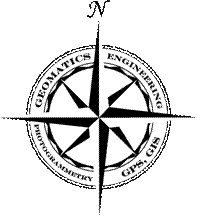 N
GEOMATICS
ENGINEERING
PHOTOGRAMMETRY
GPS, GIS